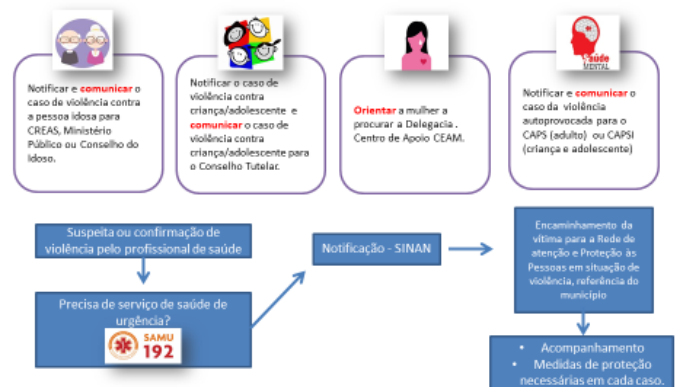 Notificar e comunicar o
caso de violência contra
a pessoa idosa para
CREAS, Ministério
Público ou Conselho do
Idoso.
Notificar o caso de
violência contra
criança/adolescente e
comunicar o caso de
violência contra
criança/adolescente para
o Conselho Tutelar.
Orientar a mulher a
procurar a Delegacia .
Centro de Apoio CEAM.
Saúde
MENTAL
Notificar e comunicar o
caso da violência
autoprovocada para o
CAPS (adulto) ou CAPSI
(criança e adolescente)
Suspeita ou confirmação de
violência pelo profissional de saúde
Precisa de serviço de saúde de
urgência?
SAMU
192
Notificação - SINAN
Encaminhamento da
vítima para a Rede de
atenção e Proteção às
Pessoas em situação de
violência, referência do
município
• Acompanhamento
• Medidas de proteção
necessárias em cada caso.